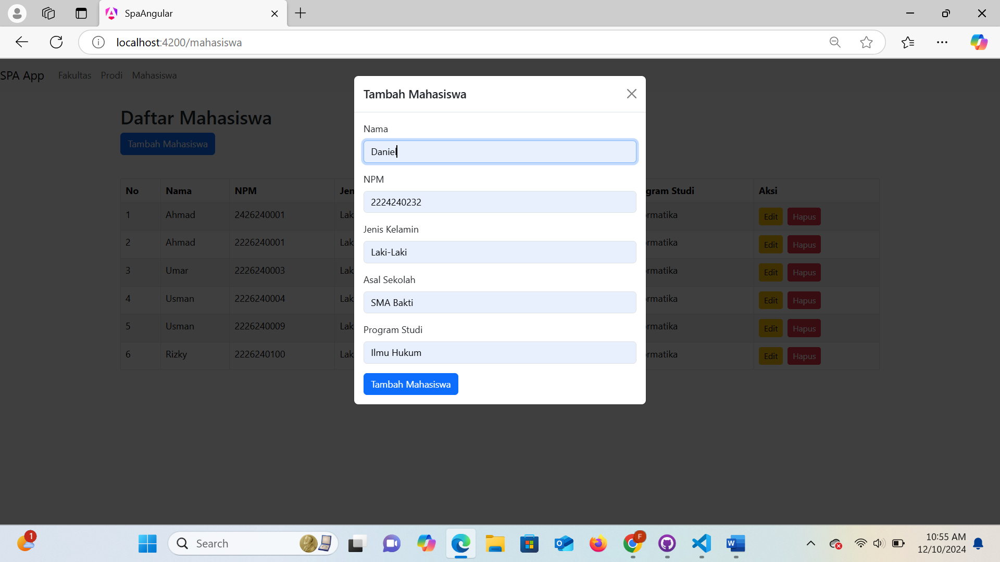 SpaAngular
localhost:4200/mahasiswa
SPA App Fakultas Prodi Mahasiswa
Daftar Mahasiswa
Tambah Mahasiswa
No Nama NPM Jen gram Studi Aksi
1 Ahmad 2426240001 Lak rmatika Edit Hapus
2 Ahmad 2226240001 Lak rmatika Edit Hapus
3 Umar 2226240003 Lak rmatika Edit Hapus
4 Usman 2226240004 Lak rmatika Edit Hapus
5 Usman 2226240009 Lak rmatika Edit Hapus
6 Rizky 2226240100 Lak rmatika Edit Hapus
Tambah Mahasiswa
Nama
Daniel
NPM
2224240232
Jenis Kelamin
Laki-Laki
Asal Sekolah
SMA Bakti
Program Studi
Ilmu Hukum
Tambah Mahasiswa
1
Search
F
10:55 AM
12/10/2024